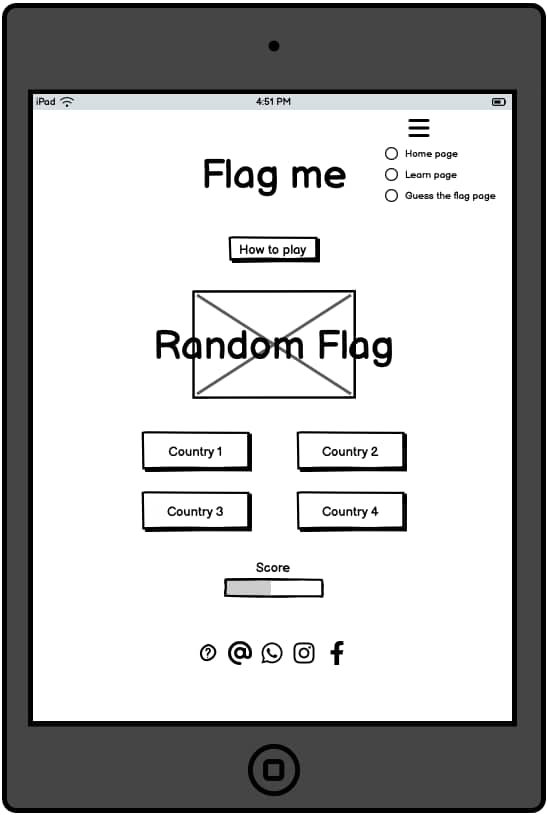 iPad 4:51 PM
Flag me
Home page
Learn page
Guess the flag page
How to play
Random Flag
Country 1 Country 2
Country 3 Country 4
Score